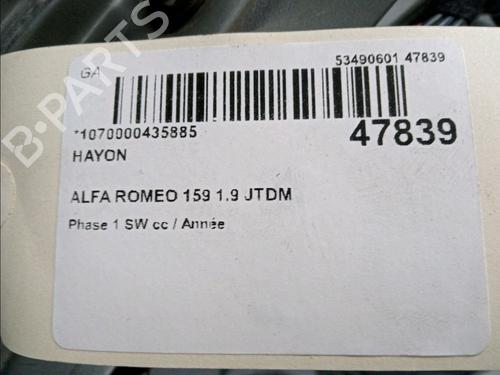 GA
53490601 47839
*1070000435885
47839
HAYON
ALFA ROMEO 159 1.9 JTDM
Phase 1 SW cc / Année
B-PARTS